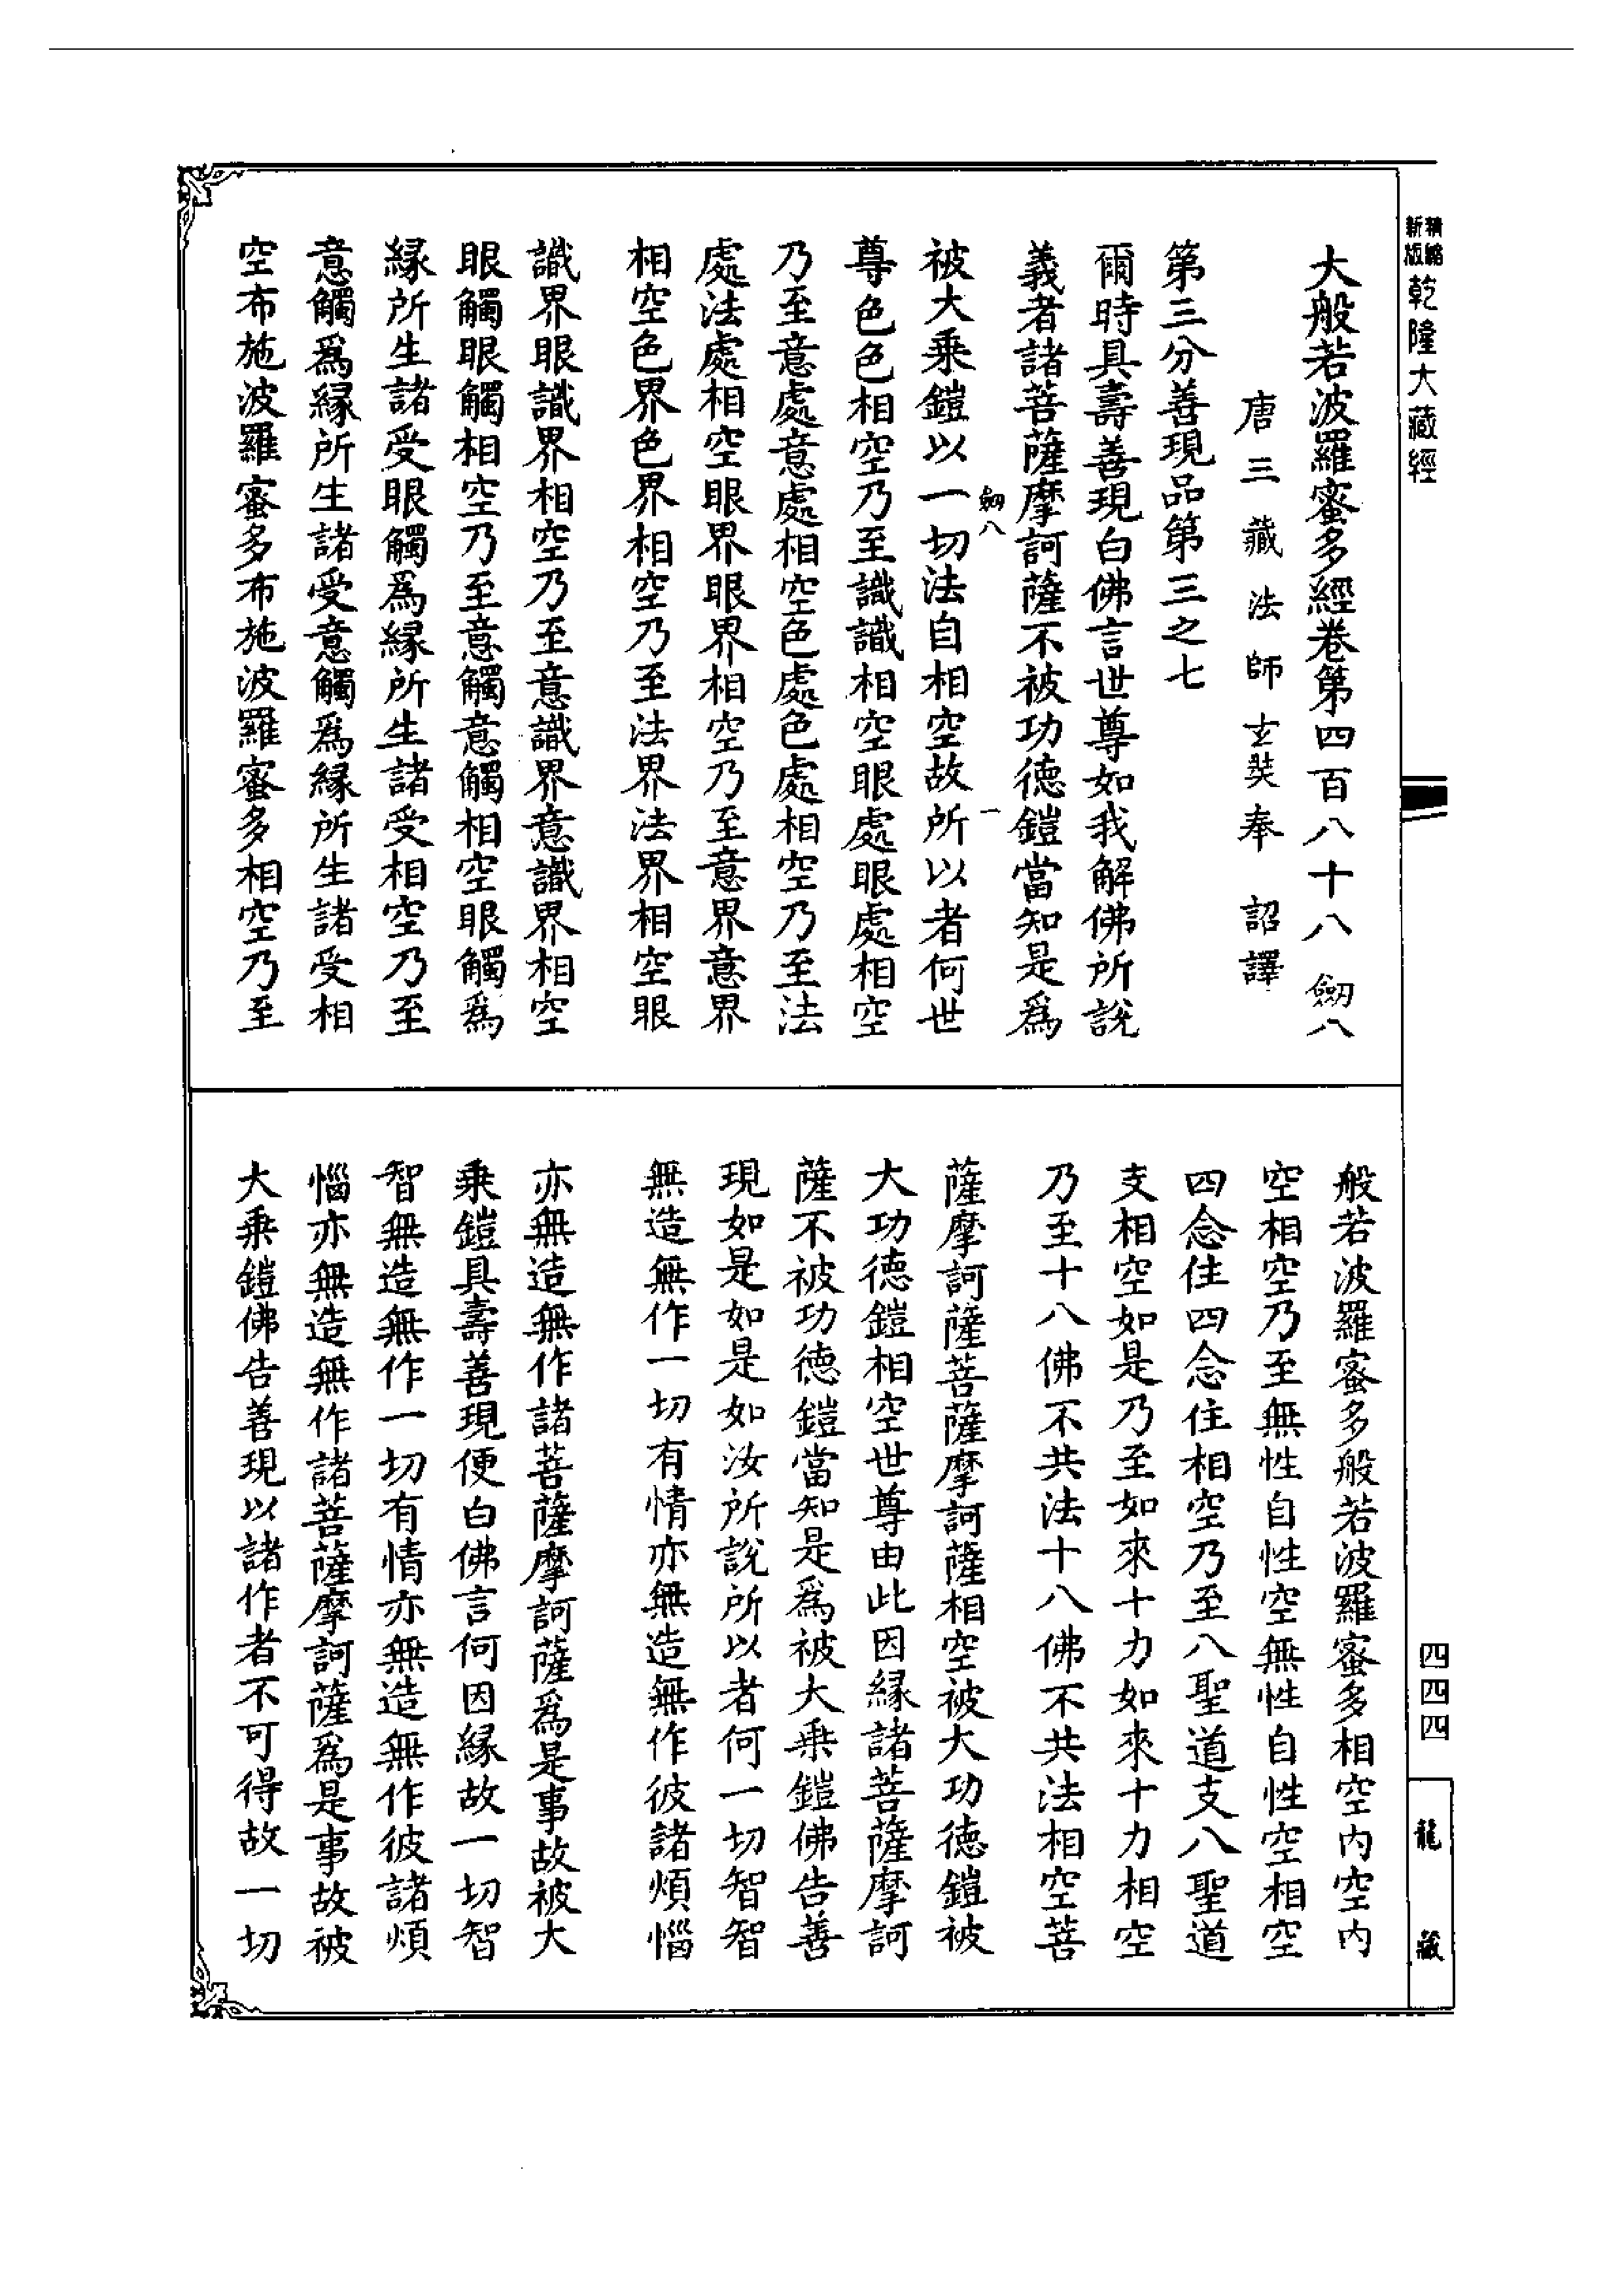 精縮新版乾隆大藏經
大般若波羅蜜多經卷第四百八十八 劒八
唐三藏法師玄奘奉 詔譯
第三分善現品第三之七
爾時具壽善現白佛言世尊如我解佛所說
義者諸菩薩摩訶薩不被功德鎧當知是爲
劒八 一
被大乘鎧以一切法自相空故所以者何世
尊色色相空乃至識識相空眼處眼處相空
乃至意處意處相空色處色處相空乃至法
處法處相空眼界眼界相空乃至意界意界
相空色界色界相空乃至法界法界相空眼
識界眼識界相空乃至意識界意識界相空
眼觸眼觸相空乃至意觸意觸相空眼觸爲
緣所生諸受眼觸爲緣所生諸受相空乃至
意觸爲緣所生諸受意觸爲緣所生諸受相
空布施波羅蜜多布施波羅蜜多相空乃至
般若波羅蜜多般若波羅蜜多相空內空內
空相空乃至無性自性空無性自性空相空
四念住四念住相空乃至八聖道支八聖道
支相空如是乃至如來十力如來十力相空
乃至十八佛不共法十八佛不共法相空菩
薩摩訶薩菩薩摩訶薩相空被大功德鎧被
大功德鎧相空世尊由此因緣諸菩薩摩訶
薩不被功德鎧當知是爲被大乘鎧佛告善
現如是如是如汝所說所以者何一切智智
無造無作一切有情亦無造無作彼諸煩惱
亦無造無作諸菩薩摩訶薩爲是事故被大
乘鎧具壽善現便白佛言何因緣故一切智
智無造無作一切有情亦無造無作彼諸煩
惱亦無造無作諸菩薩摩訶薩爲是事故被
大乘鎧佛告善現以諸作者不可得故一切
四四四
龍藏